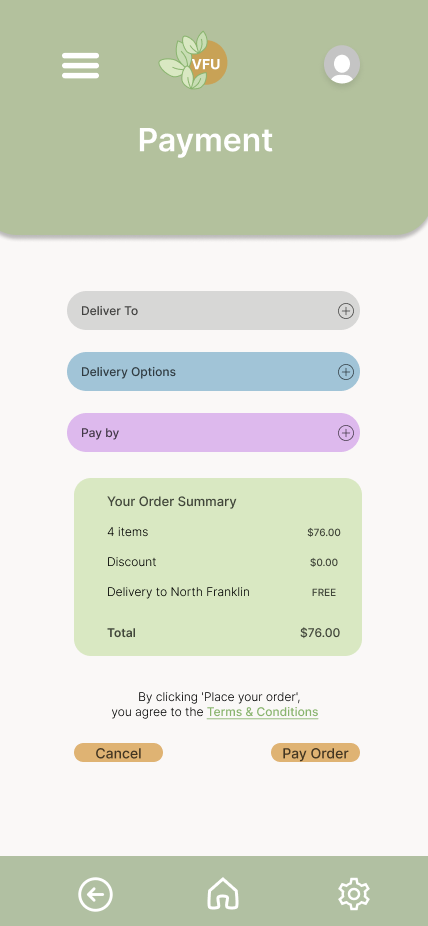 VFU
Payment
Deliver To
Delivery Options
Pay by
Your Order Summary
4 items $76.00
Discount $0.00
Delivery to North Franklin FREE
Total $76.00
By clicking 'Place your order',
you agree to the Terms & Conditions
Cancel Pay Order